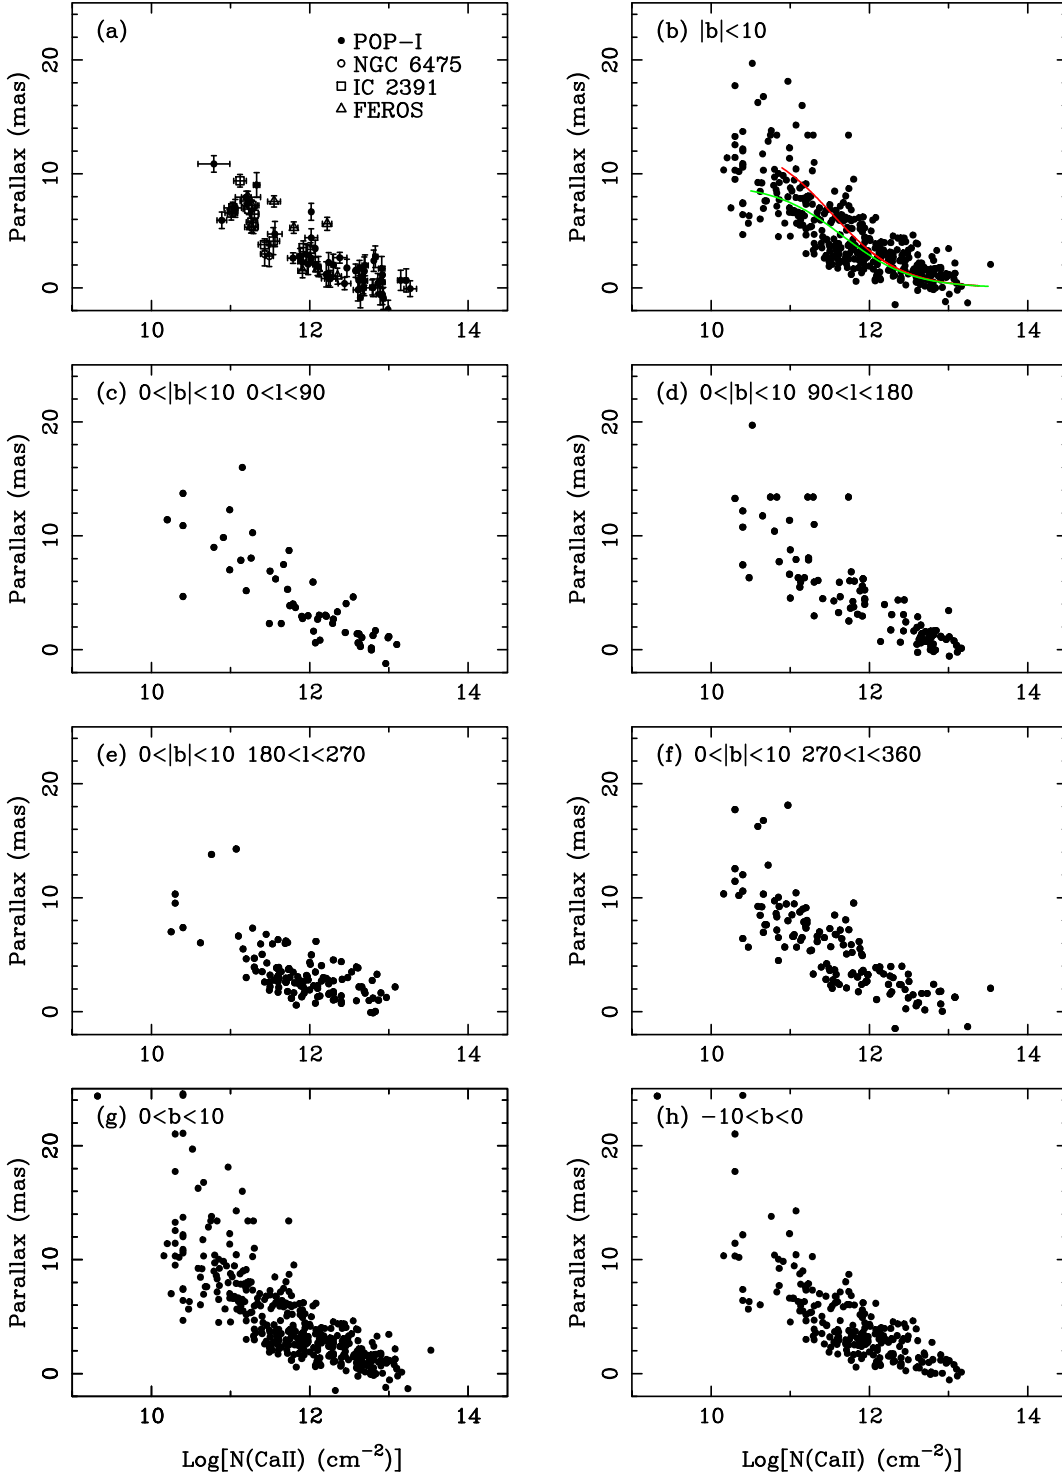 (a)
POP-I
NGC 6475
IC 2391
FEROS
Parallax (mas)
0 10 20
10 12 14
(b) |b|<10
Parallax (mas)
0 10 20
10 12 14
(c) 0<|b|<10 0<l<90
Parallax (mas)
0 10 20
10 12 14
(d) 0<|b|<10 90<l<180
Parallax (mas)
0 10 20
10 12 14
(e) 0<|b|<10 180<l<270
Parallax (mas)
0 10 20
10 12 14
(f) 0<|b|<10 270<l<360
Parallax (mas)
0 10 20
10 12 14
(g) 0<b<10
Parallax (mas)
0 10 20
10 12 14
Log[N(CaII) (cm⁻²)]
(h) −10<b<0
Parallax (mas)
0 10 20
10 12 14
Log[N(CaII) (cm⁻²)]